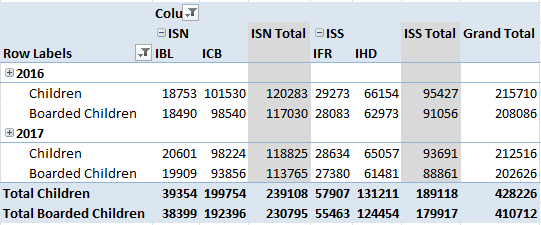 Colu
ISN ISN Total ISS ISS Total Grand Total
Row Labels IBL ICB IFR IHD
2016
Children 18753 101530 120283 29273 66154 95427 215710
Boarded Children 18490 98540 117030 28083 62973 91056 208086
2017
Children 20601 98224 118825 28634 65057 93691 212516
Boarded Children 19909 93856 113765 27380 61481 88861 202626
Total Children 39354 199754 239108 57907 131211 189118 428226
Total Boarded Children 38399 192396 230795 55463 124454 179917 410712